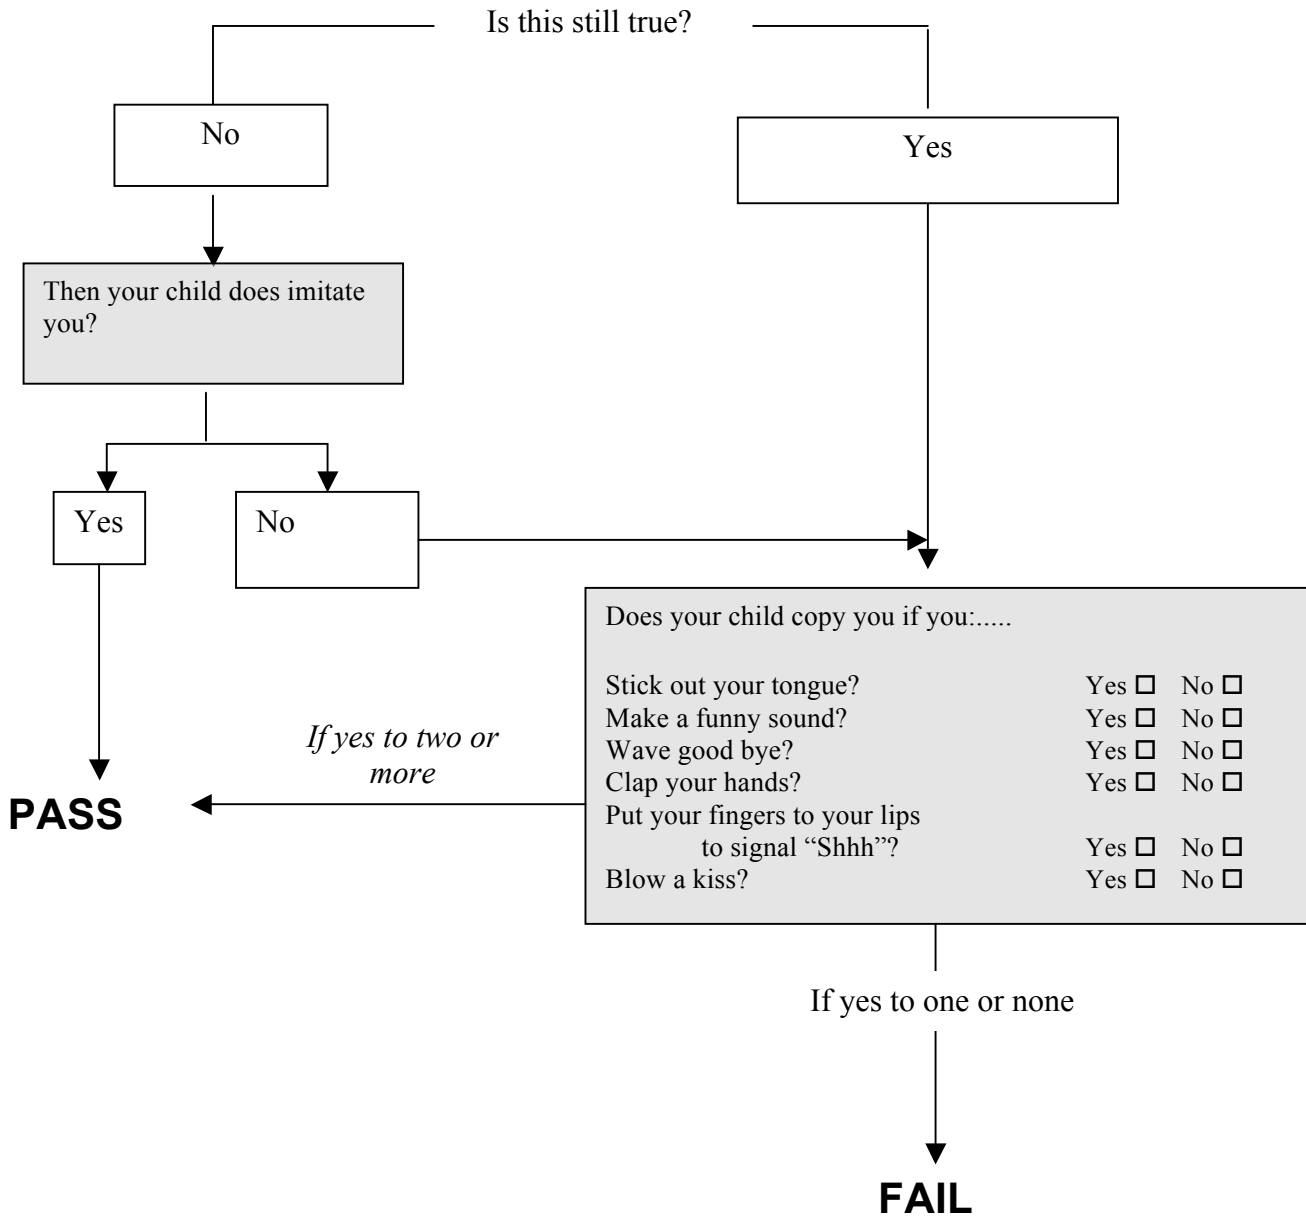 Is this still true?
No
Yes
Then your child does imitate
you?
Yes
No
Does your child copy you if you:.....
Stick out your tongue? Yes □ No □
Make a funny sound? Yes □ No □
Wave good bye? Yes □ No □
Clap your hands? Yes □ No □
Put your fingers to your lips
to signal “Shhh”? Yes □ No □
Blow a kiss? Yes □ No □
If yes to two or
more
PASS
If yes to one or none
FAIL